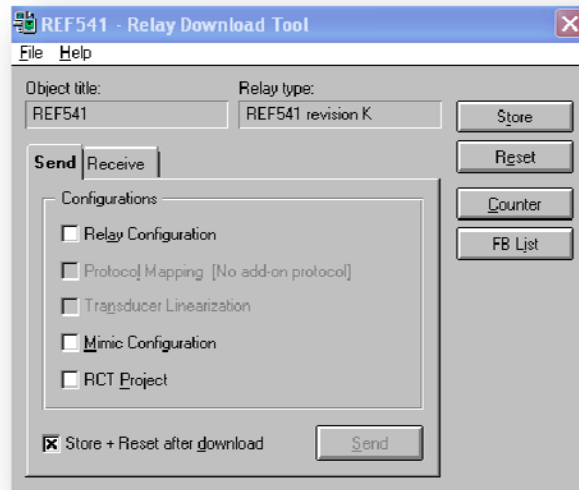 REF541 - Relay Download Tool
File Help
Object title: Relay type:
REF541 REF541 revision K
Store
Reset
Counter
FB List
Send Receive
Configurations
Relay Configuration
Protocol Mapping [No add-on protocol]
Transducer Linearization
Mimic Configuration
RCT Project
Store + Reset after download Send